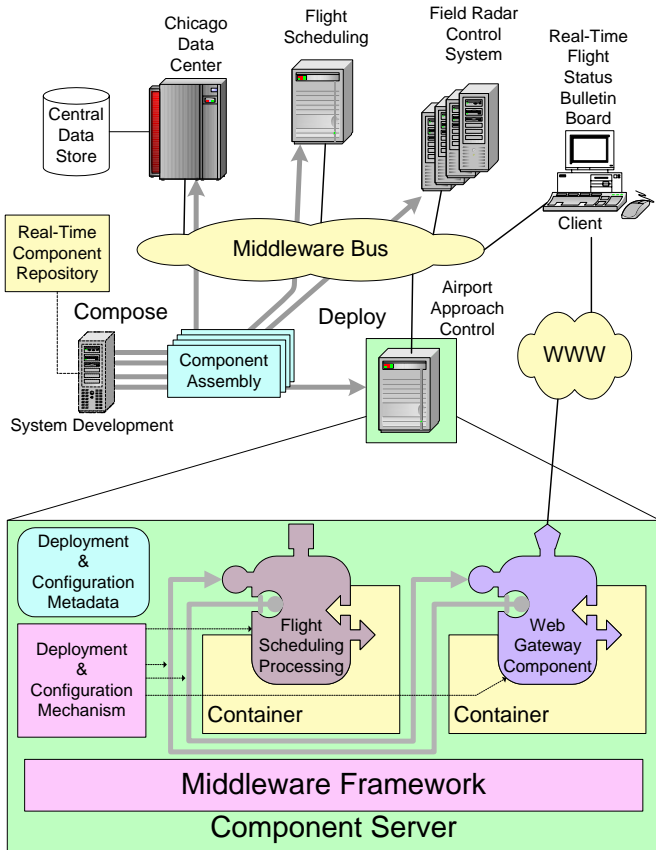 Chicago
Data
Center
Flight
Scheduling
Field Radar
Control
System
Real-Time
Flight
Status
Bulletin
Board
Central
Data
Store
Client
Real-Time
Component
Repository
Middleware Bus
Compose
Deploy
Airport
Approach
Control
WWW
Component
Assembly
System Development
Deployment
&
Configuration
Metadata
Deployment
&
Configuration
Mechanism
Flight
Scheduling
Processing
Container
Web
Gateway
Component
Container
Middleware Framework
Component Server